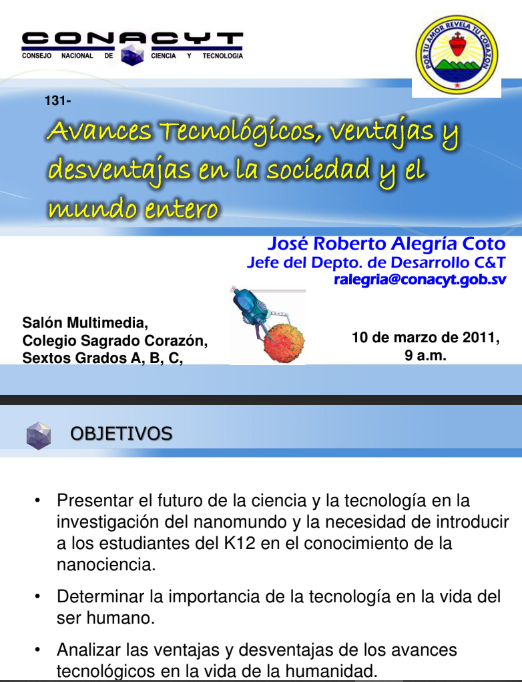 CONACYT
CONSEJO NACIONAL DE CIENCIA Y TECNOLOGIA
POR TU AMOR REVELA TU CORAZON
131-
Avances Tecnológicos, ventajas y
desventajas en la sociedad y el
mundo entero
José Roberto Alegría Coto
Jefe del Depto. de Desarrollo C&T
ralegria@conacyt.gob.sv
Salón Multimedia,
Colegio Sagrado Corazón,
Sextos Grados A, B, C,
10 de marzo de 2011,
9 a.m.
OBJETIVOS
• Presentar el futuro de la ciencia y la tecnología en la
investigación del nanomundo y la necesidad de introducir
a los estudiantes del K12 en el conocimiento de la
nanociencia.
• Determinar la importancia de la tecnología en la vida del
ser humano.
• Analizar las ventajas y desventajas de los avances
tecnológicos en la vida de la humanidad.